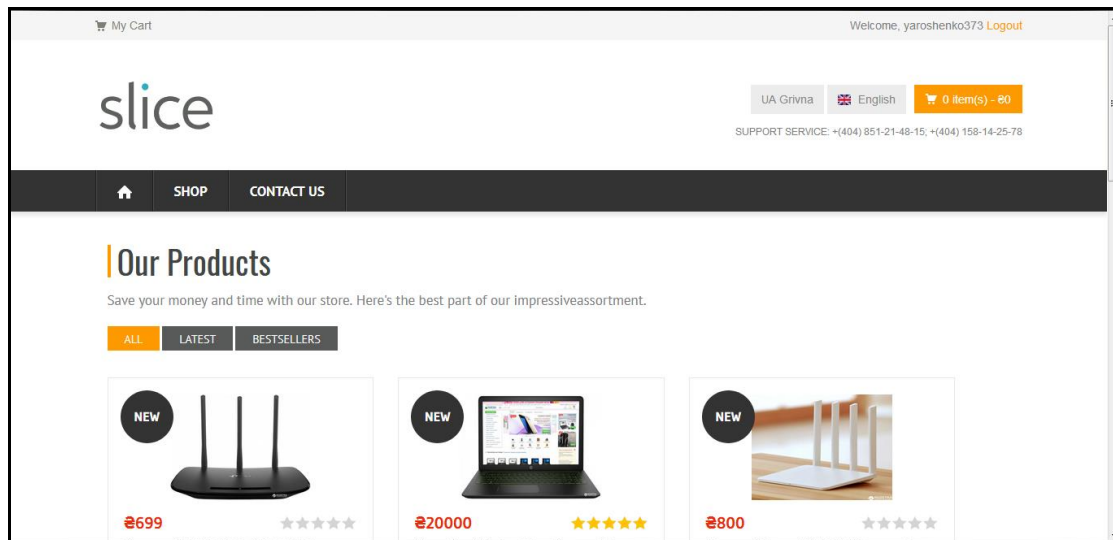 My Cart
Welcome, yaroshenko373 Logout
slice
UA Grivna
English
0 item(s) - ₴0
SUPPORT SERVICE: +(404) 851-21-48-15; +(404) 158-14-25-78
SHOP
CONTACT US
Our Products
Save your money and time with our store. Here's the best part of our impressiveassortment.
ALL
LATEST
BESTSELLERS
NEW
NEW
NEW
₴699
₴20000
₴800